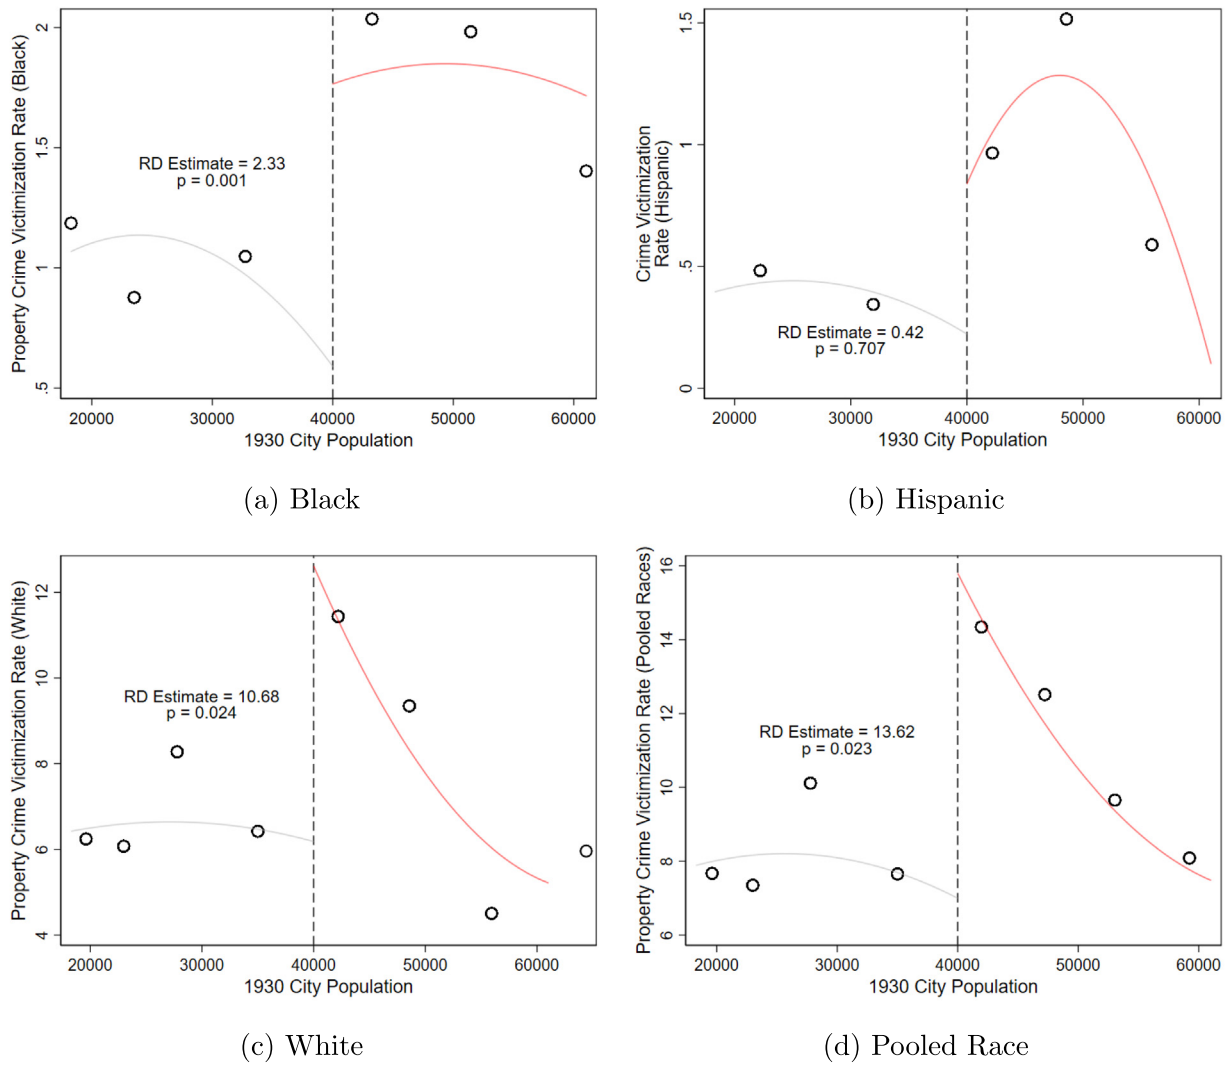 Property Crime Victimization Rate (Black)
2
1.5
1
.5
RD Estimate = 2.33
p = 0.001
20000 30000 40000 50000 60000
1930 City Population
(a) Black
Crime Victimization
Rate (Hispanic)
1.5
1
.5
0
RD Estimate = 0.42
p = 0.707
20000 30000 40000 50000 60000
1930 City Population
(b) Hispanic
Property Crime Victimization Rate (White)
12
10
8
6
4
RD Estimate = 10.68
p = 0.024
20000 30000 40000 50000 60000
1930 City Population
(c) White
Property Crime Victimization Rate (Pooled Races)
16
14
12
10
8
6
RD Estimate = 13.62
p = 0.023
20000 30000 40000 50000 60000
1930 City Population
(d) Pooled Race